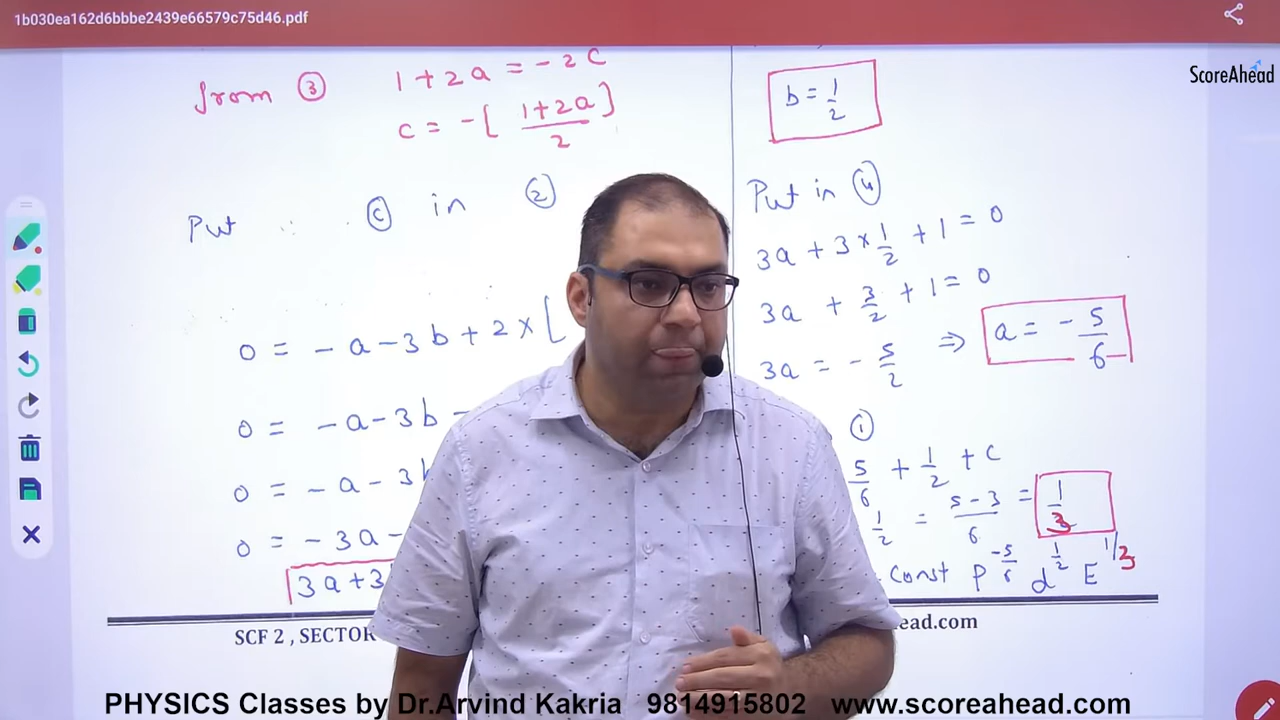 1b030ea162d6bbbe2439e66579c75d46.pdf
ScoreAhead
from ③ 1+2a = -2c
c = -[ (1+2a)/2 ]
Put © in ②
0 = -a-3b+2×[
0 = -a-3b-
0 = -a-3b
0 = -3a-
3a+3
b = 1/2
Put in ④
3a + 3×1/2 + 1 = 0
3a + 3/2 + 1 = 0
3a = -5/2 ⇒ a = -5/6
①
5/6 + 1/2 + c
1/2 = (5-3)/6 = 1/3
Const P^-5/6 d^1/2 E^1/3
SCF 2 , SECTOR
ead.com
PHYSICS Classes by Dr.Arvind Kakria 9814915802 www.scoreahead.com